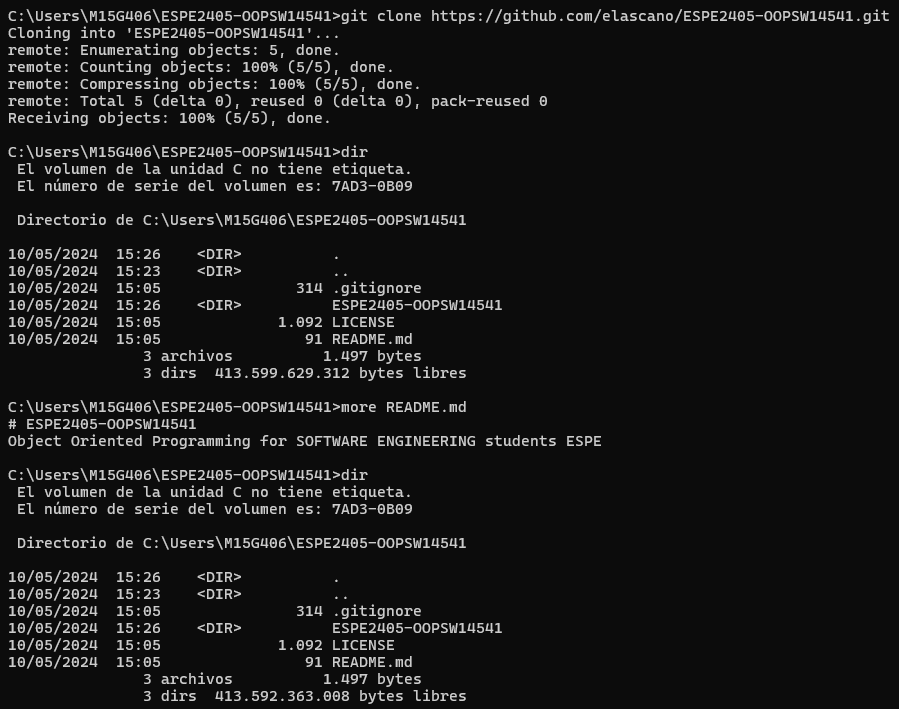 C:\Users\M15G406\ESPE2405-OOPSW14541>git clone https://github.com/elascano/ESPE2405-OOPSW14541.git
Cloning into 'ESPE2405-OOPSW14541'...
remote: Enumerating objects: 5, done.
remote: Counting objects: 100% (5/5), done.
remote: Compressing objects: 100% (5/5), done.
remote: Total 5 (delta 0), reused 0 (delta 0), pack-reused 0
Receiving objects: 100% (5/5), done.

C:\Users\M15G406\ESPE2405-OOPSW14541>dir
 El volumen de la unidad C no tiene etiqueta.
 El número de serie del volumen es: 7AD3-0B09

 Directorio de C:\Users\M15G406\ESPE2405-OOPSW14541

10/05/2024  15:26    <DIR>          .
10/05/2024  15:23    <DIR>          ..
10/05/2024  15:05               314 .gitignore
10/05/2024  15:26    <DIR>          ESPE2405-OOPSW14541
10/05/2024  15:05             1.092 LICENSE
10/05/2024  15:05                91 README.md
               3 archivos          1.497 bytes
               3 dirs  413.599.629.312 bytes libres

C:\Users\M15G406\ESPE2405-OOPSW14541>more README.md
# ESPE2405-OOPSW14541
Object Oriented Programming for SOFTWARE ENGINEERING students ESPE

C:\Users\M15G406\ESPE2405-OOPSW14541>dir
 El volumen de la unidad C no tiene etiqueta.
 El número de serie del volumen es: 7AD3-0B09

 Directorio de C:\Users\M15G406\ESPE2405-OOPSW14541

10/05/2024  15:26    <DIR>          .
10/05/2024  15:23    <DIR>          ..
10/05/2024  15:05               314 .gitignore
10/05/2024  15:26    <DIR>          ESPE2405-OOPSW14541
10/05/2024  15:05             1.092 LICENSE
10/05/2024  15:05                91 README.md
               3 archivos          1.497 bytes
               3 dirs  413.592.363.008 bytes libres